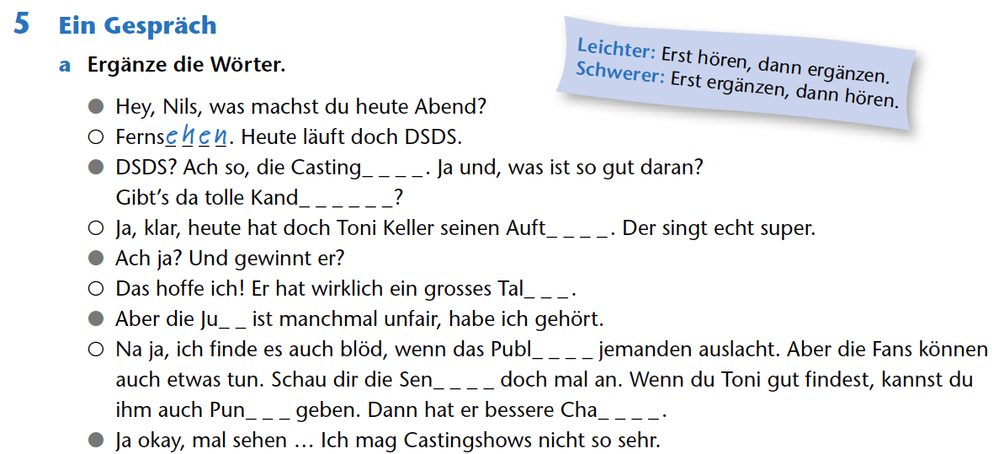 5 Ein Gespräch
Leichter: Erst hören, dann ergänzen.
Schwerer: Erst ergänzen, dann hören.
a Ergänze die Wörter.
● Hey, Nils, was machst du heute Abend?
○ Fernsehen. Heute läuft doch DSDS.
● DSDS? Ach so, die Casting_ _ _ _. Ja und, was ist so gut daran?
Gibt's da tolle Kand_ _ _ _ _ _?
○ Ja, klar, heute hat doch Toni Keller seinen Auft_ _ _ _. Der singt echt super.
● Ach ja? Und gewinnt er?
○ Das hoffe ich! Er hat wirklich ein grosses Tal_ _ _.
● Aber die Ju_ _ ist manchmal unfair, habe ich gehört.
○ Na ja, ich finde es auch blöd, wenn das Publ_ _ _ _ jemanden auslacht. Aber die Fans können
auch etwas tun. Schau dir die Sen_ _ _ _ doch mal an. Wenn du Toni gut findest, kannst du
ihm auch Pun_ _ _ geben. Dann hat er bessere Cha_ _ _ _.
● Ja okay, mal sehen … Ich mag Castingshows nicht so sehr.